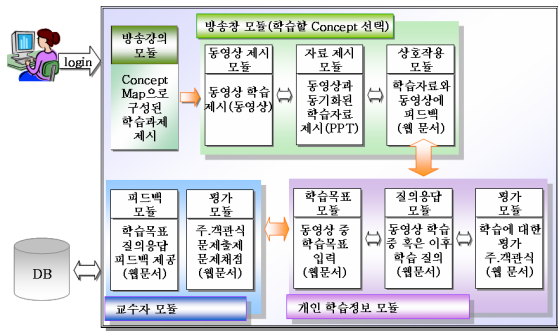 방송창 모듈(학습할 Concept 선택)
login
방송강의
모듈
Concept
Map으로
구성된
학습과제
제시
동영상 제시
모듈
동영상 학습
제시(동영상)
자료 제시
모듈
동영상과
동기화된
학습자료
제시(PPT)
상호작용
모듈
학습자료와
동영상에
피드백
(웹 문서)
DB
피드백
모듈
학습목표
질의응답
피드백 제공
(웹문서)
평가
모듈
주.객관식
문제출제
문제채점
(웹문서)
교수자 모듈
학습목표
모듈
동영상 중
학습목표
입력
(웹문서)
질의응답
모듈
동영상 학습
중 혹은 이후
학습 질의
(웹문서)
평가
모듈
학습에 대한
평가
주.객관식
(웹 문서)
개인 학습정보 모듈